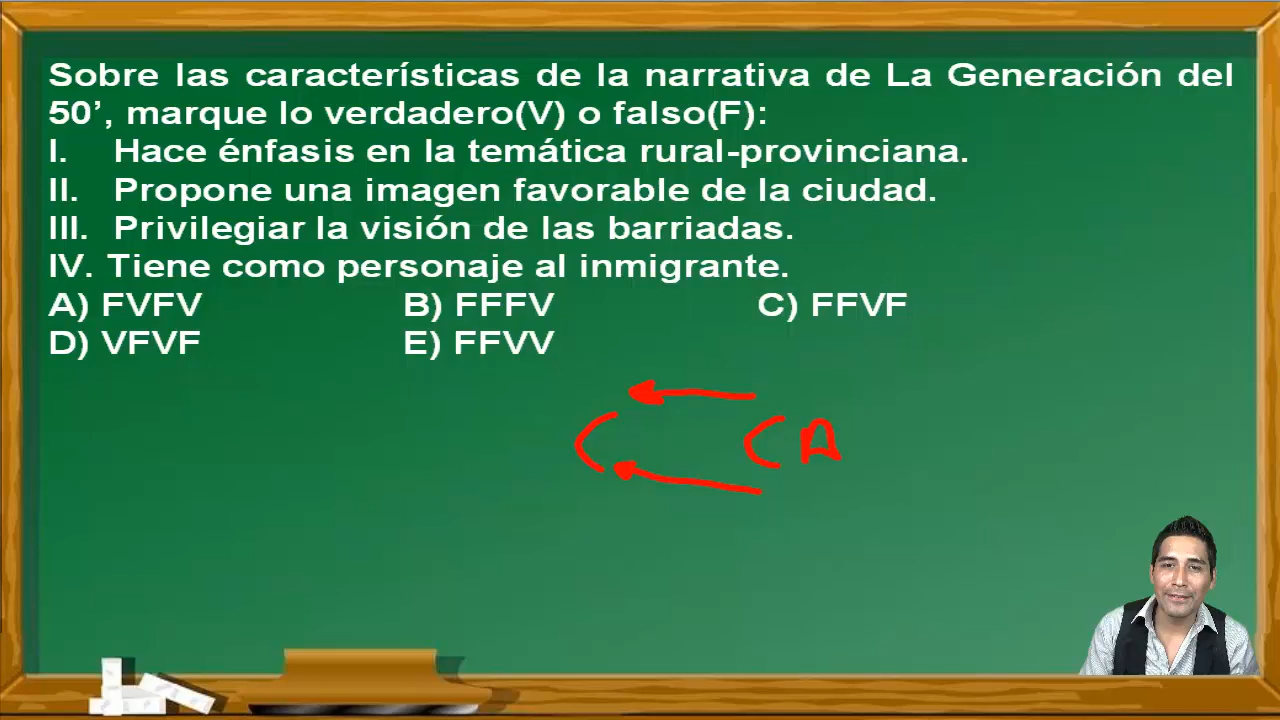 Sobre las características de la narrativa de La Generación del
50’, marque lo verdadero(V) o falso(F):
I. Hace énfasis en la temática rural-provinciana.
II. Propone una imagen favorable de la ciudad.
III. Privilegiar la visión de las barriadas.
IV. Tiene como personaje al inmigrante.
A) FVFV B) FFFV C) FFVF
D) VFVF E) FFVV
( ( A